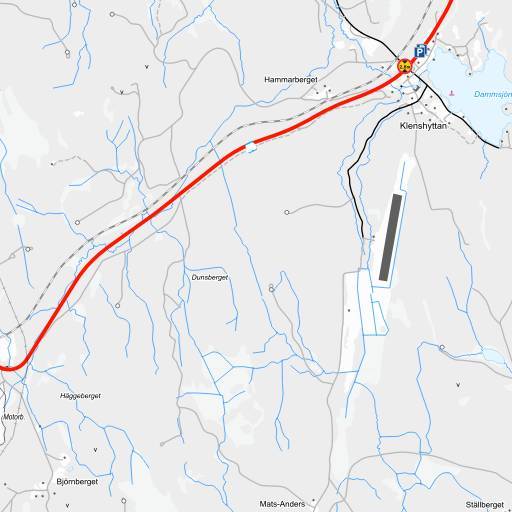 P
Hammarberget
Dammsjön
Klenshyttan
Dunsberget
Häggeberget
Motorb.
Björnberget
Mats-Anders
Ställberget